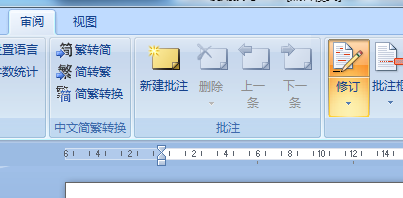 审阅 视图
置语言
数统计
繁转简
简转繁
简繁转换
中文简繁转换
新建批注
删除
上一条
下一条
批注
修订
批注框
6 4 2 2 4 6 8 10 12 14